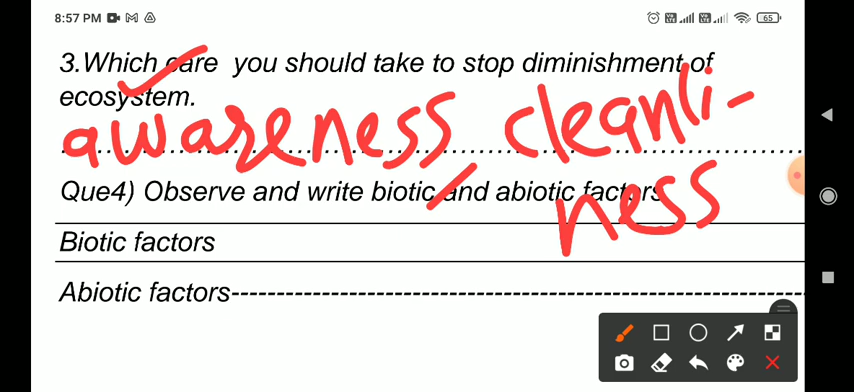 8:57 PM
65
3.Which care you should take to stop diminishment of
ecosystem.
awareness, cleanli-
ness
Que4) Observe and write biotic and abiotic factors
Biotic factors
Abiotic factors